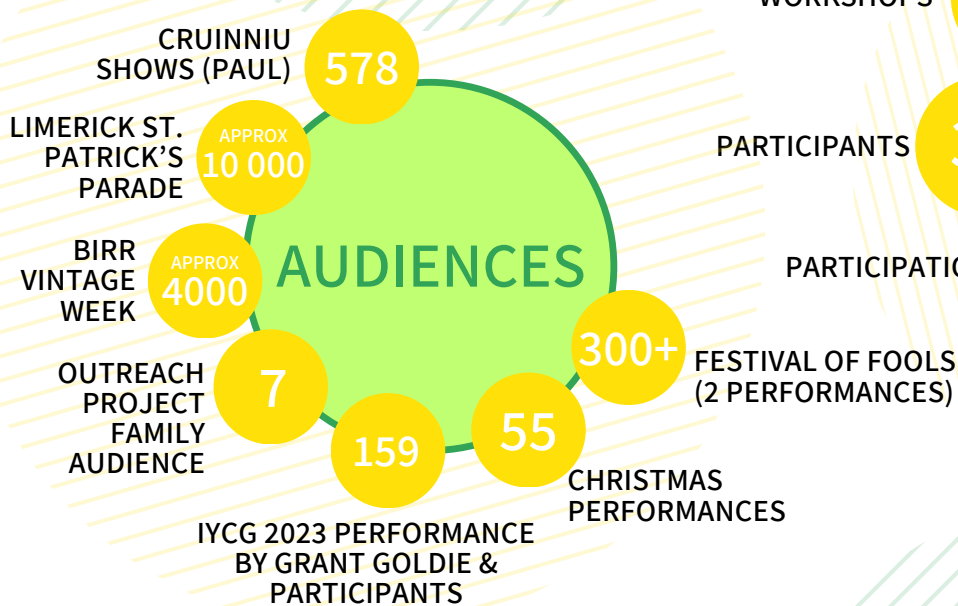 CRUINNIU
SHOWS (PAUL)
578
LIMERICK ST.
PATRICK'S
PARADE
APPROX
10 000
BIRR
VINTAGE
WEEK
APPROX
4000
AUDIENCES
OUTREACH
PROJECT
FAMILY
AUDIENCE
7
159
IYCG 2023 PERFORMANCE
BY GRANT GOLDIE &
PARTICIPANTS
55
CHRISTMAS
PERFORMANCES
300+
FESTIVAL OF FOOLS
(2 PERFORMANCES)
WORKSHOPS
PARTICIPANTS